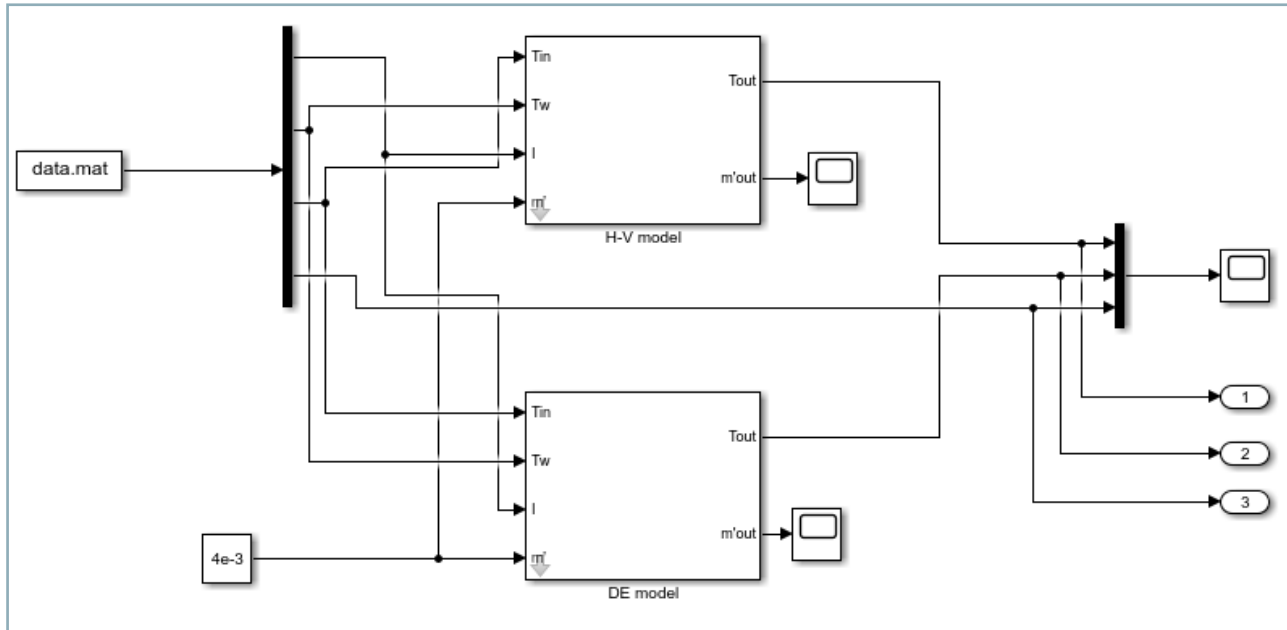 data.mat
Tin
Tw
I
m'
Tout
m'out
H-V model
Tin
Tw
I
m'
Tout
m'out
DE model
4e-3
1
2
3